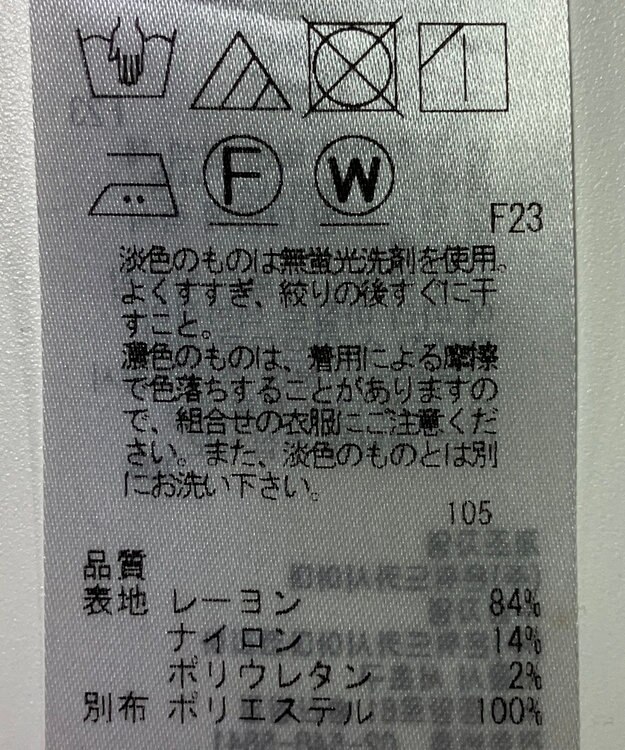 F
W
F23
淡色のものは無蛍光洗剤を使用。
よくすすぎ、絞りの後すぐに干
すこと。
濃色のものは、着用による摩擦
で色落ちすることがありますの
で、組合せの衣服にご注意くだ
さい。また、淡色のものとは別
にお洗い下さい。
105
品質
表地 レーヨン 84%
ナイロン 14%
ポリウレタン 2%
別布 ポリエステル 100%